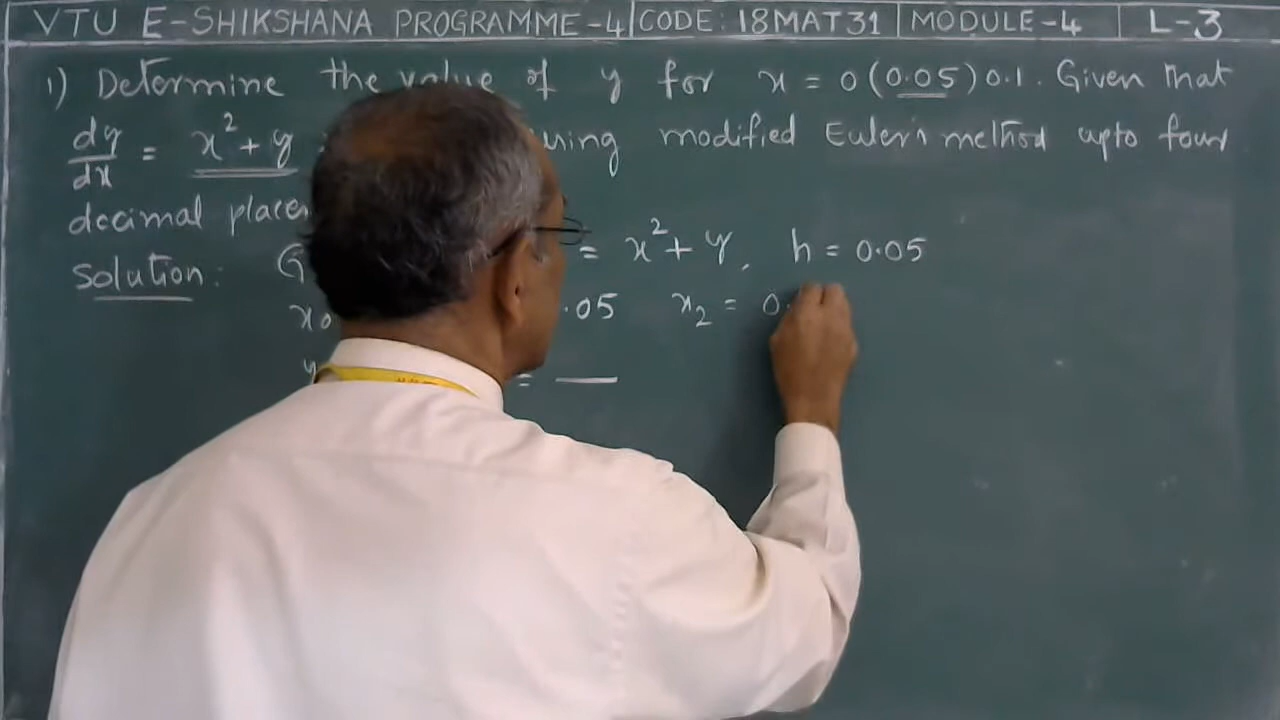 VTU E-SHIKSHANA PROGRAMME-4 CODE: 18MAT31 MODULE-4 L-3
1) Determine the value of y for x = 0(0.05)0.1. Given that
dy/dx = x²+y using modified Euler's method upto four
decimal places
Solution: = x²+y, h = 0.05
x0 .05 x2 = 0.
y =